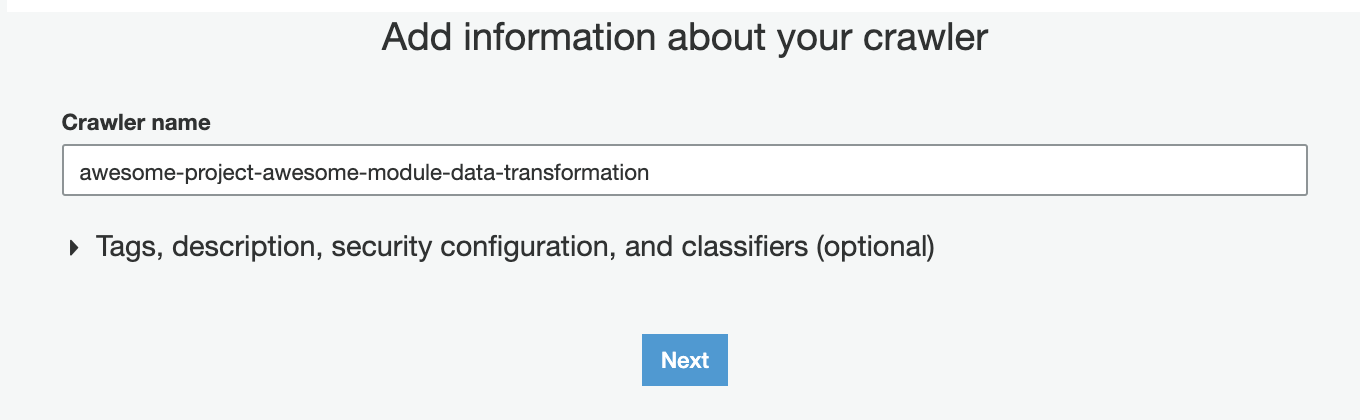 Add information about your crawler
Crawler name
awesome-project-awesome-module-data-transformation
Tags, description, security configuration, and classifiers (optional)
Next